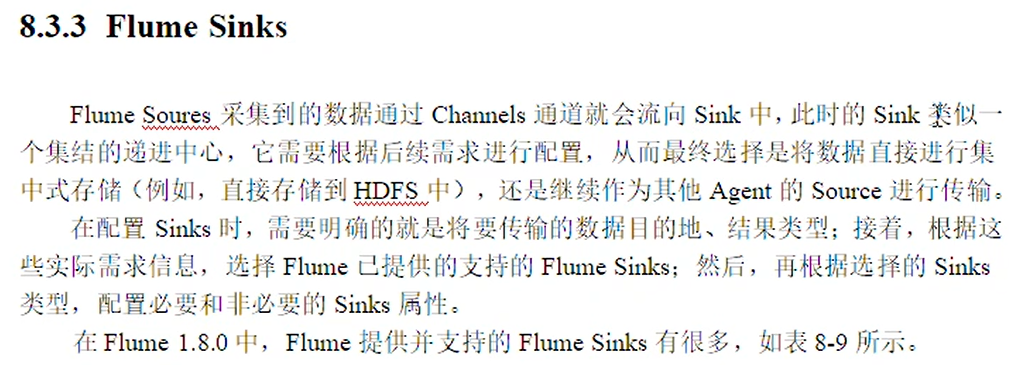 8.3.3 Flume Sinks
Flume Soures 采集到的数据通过 Channels 通道就会流向 Sink 中，此时的 Sink 类似一
个集结的递进中心，它需要根据后续需求进行配置，从而最终选择是将数据直接进行集
中式存储（例如，直接存储到 HDFS 中），还是继续作为其他 Agent 的 Source 进行传输。
在配置 Sinks 时，需要明确的就是将要传输的数据目的地、结果类型；接着，根据这
些实际需求信息，选择 Flume 已提供的支持的 Flume Sinks；然后，再根据选择的 Sinks
类型，配置必要和非必要的 Sinks 属性。
在 Flume 1.8.0 中，Flume 提供并支持的 Flume Sinks 有很多，如表 8-9 所示。